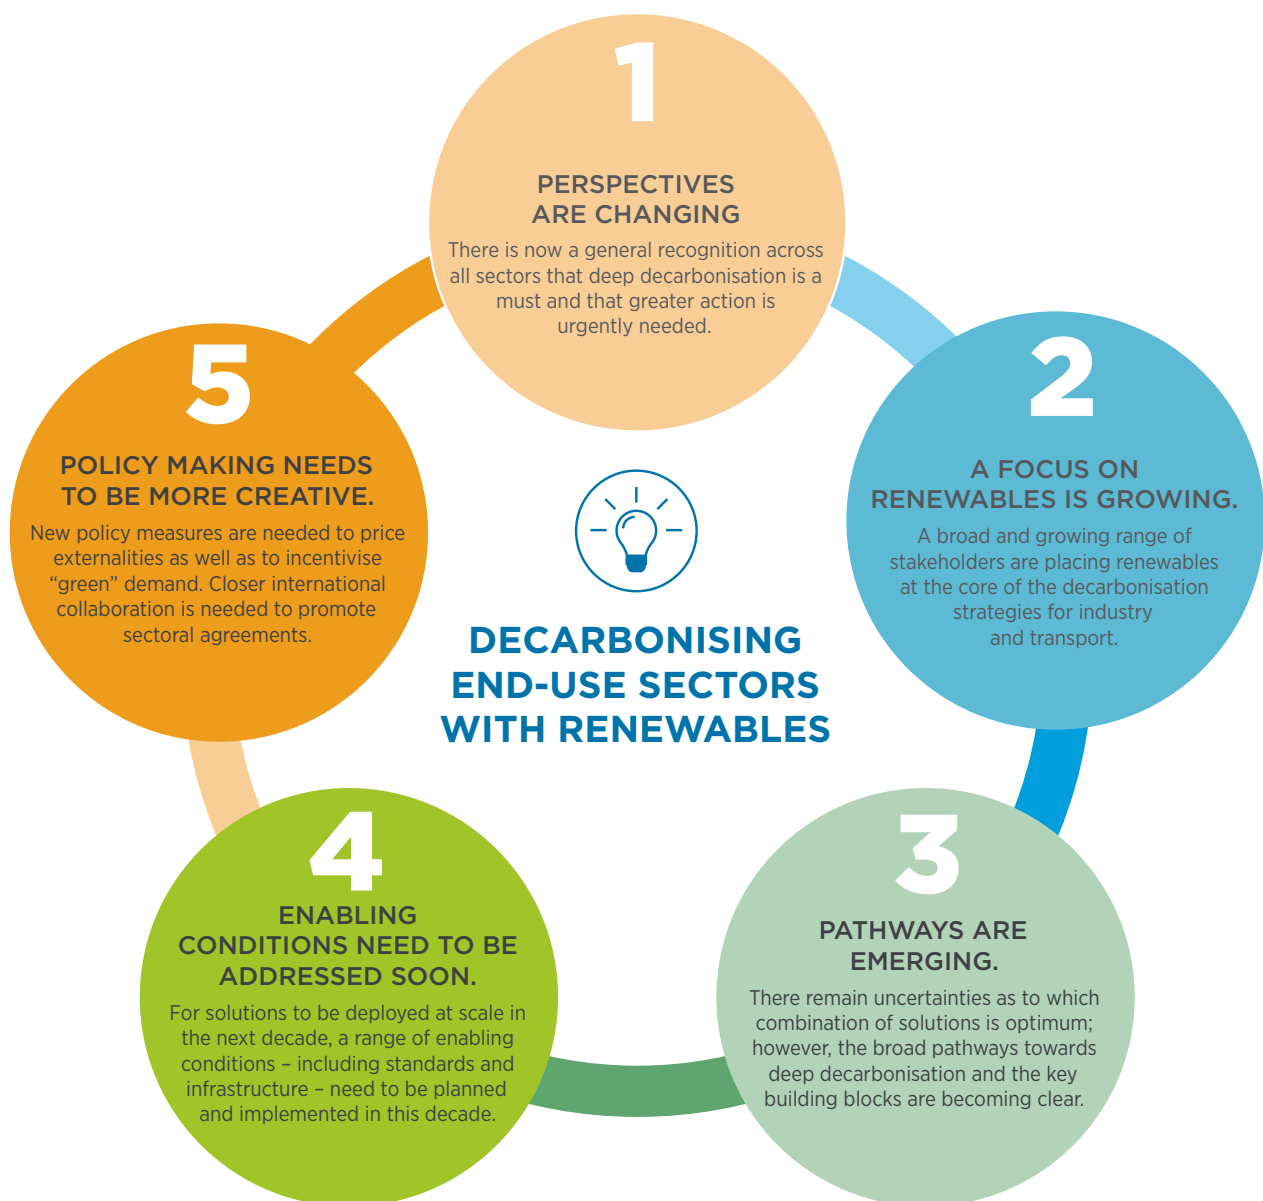 1
PERSPECTIVES
ARE CHANGING
There is now a general recognition across
all sectors that deep decarbonisation is a
must and that greater action is
urgently needed.
2
A FOCUS ON
RENEWABLES IS GROWING.
A broad and growing range of
stakeholders are placing renewables
at the core of the decarbonisation
strategies for industry
and transport.
3
PATHWAYS ARE
EMERGING.
There remain uncertainties as to which
combination of solutions is optimum;
however, the broad pathways towards
deep decarbonisation and the key
building blocks are becoming clear.
4
ENABLING
CONDITIONS NEED TO BE
ADDRESSED SOON.
For solutions to be deployed at scale in
the next decade, a range of enabling
conditions – including standards and
infrastructure – need to be planned
and implemented in this decade.
5
POLICY MAKING NEEDS
TO BE MORE CREATIVE.
New policy measures are needed to price
externalities as well as to incentivise
“green” demand. Closer international
collaboration is needed to promote
sectoral agreements.
DECARBONISING
END-USE SECTORS
WITH RENEWABLES